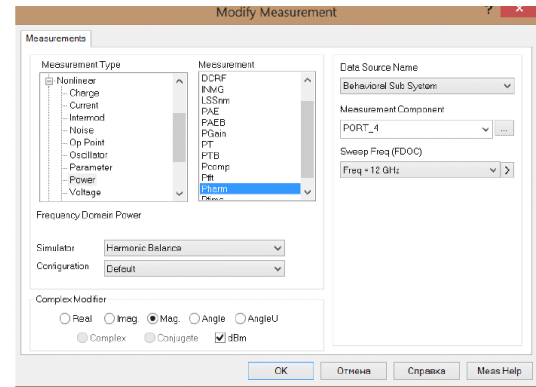 Modify Measurement
?
×
Measurements
Measurement Type
Nonlinear
Charge
Current
Intermod
Noise
Op Point
Oscillator
Parameter
Power
Voltage
Measurement
DCRF
INMG
LSSnm
PAE
PAEB
PGain
PT
PTB
Pcomp
Pfft
Pharm
Ptime
Frequency Domain Power
Simulator
Harmonic Balance
Configuration
Default
Complex Modifier
Real
Imag.
Mag.
Angle
AngleU
Complex
Conjugate
dBm
Data Source Name
Behavioral Sub System
Measurement Component
PORT_4
...
Sweep Freq (FDOC)
Freq = 12 GHz
>
OK
Отмена
Справка
Meas Help